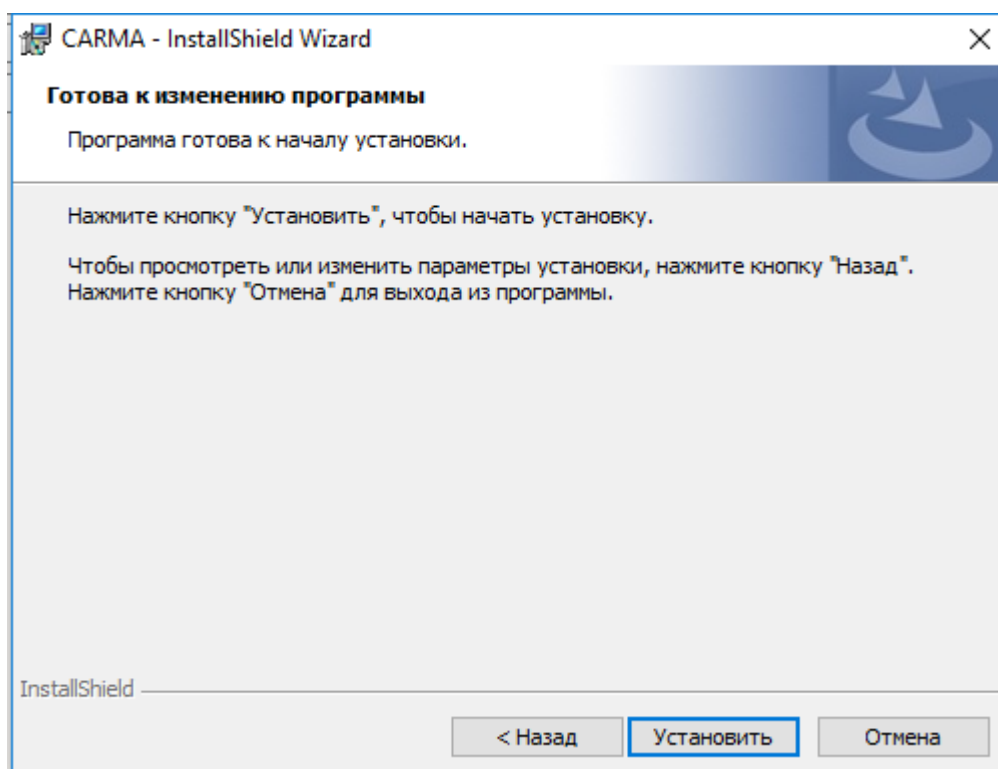 CARMA - InstallShield Wizard
Готова к изменению программы
Программа готова к началу установки.
Нажмите кнопку "Установить", чтобы начать установку.
Чтобы просмотреть или изменить параметры установки, нажмите кнопку "Назад".
Нажмите кнопку "Отмена" для выхода из программы.
InstallShield
< Назад
Установить
Отмена